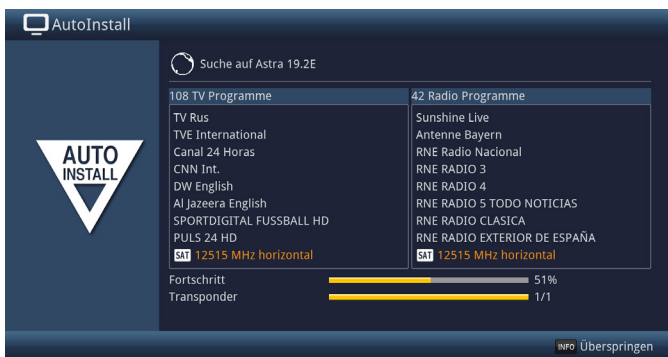 AutoInstall
Suche auf Astra 19.2E
AUTO
INSTALL
108 TV Programme
TV Rus
TVE International
Canal 24 Horas
CNN Int.
DW English
Al Jazeera English
SPORTDIGITAL FUSSBALL HD
PULS 24 HD
SAT 12515 MHz horizontal
42 Radio Programme
Sunshine Live
Antenne Bayern
RNE Radio Nacional
RNE RADIO 3
RNE RADIO 4
RNE RADIO 5 TODO NOTICIAS
RNE RADIO CLASICA
RNE RADIO EXTERIOR DE ESPAÑA
SAT 12515 MHz horizontal
Fortschritt 51%
Transponder 1/1
INFO Überspringen